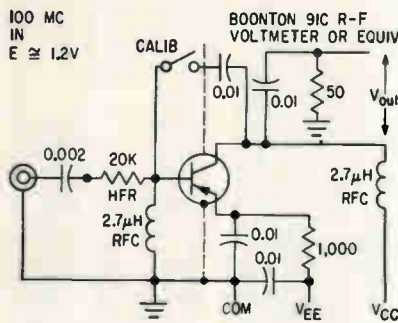 100 MC
IN
E ≅ 1.2V
CALIB
BOONTON 91C R-F
VOLTMETER OR EQUIV
0.01
0.01
50
Vout
0.002
20K
HFR
2.7μH
RFC
2.7μH
RFC
0.01
1,000
0.01
COM
VEE
VCC